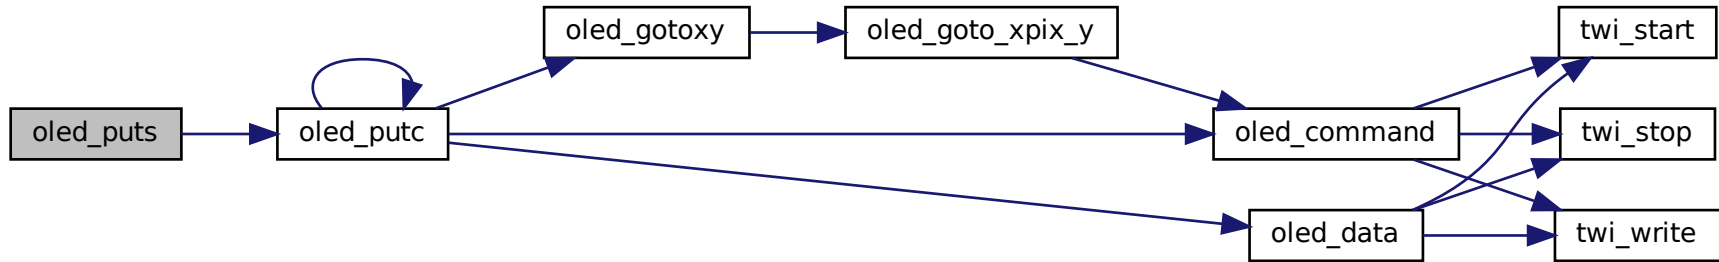 oled_gotoxy
oled_goto_xpix_y
twi_start
oled_puts
oled_putc
oled_command
twi_stop
oled_data
twi_write